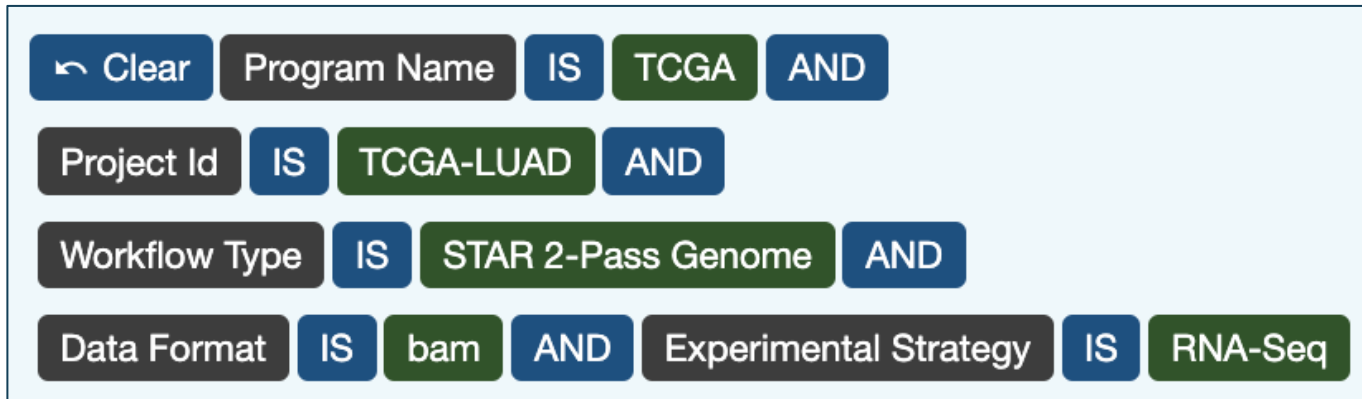 Clear Program Name IS TCGA AND
Project Id IS TCGA-LUAD AND
Workflow Type IS STAR 2-Pass Genome AND
Data Format IS bam AND Experimental Strategy IS RNA-Seq